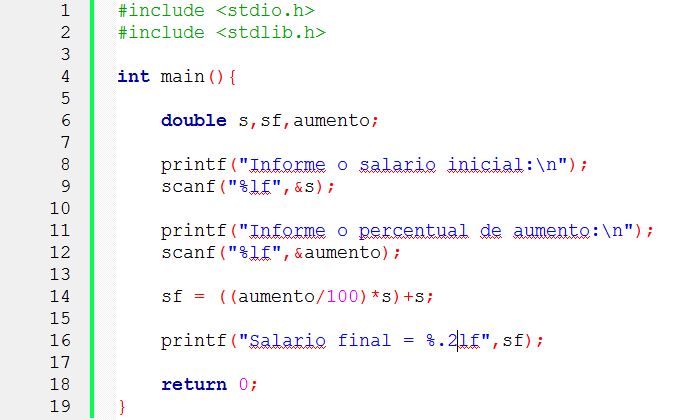 1 #include <stdio.h>
2 #include <stdlib.h>
3
4 int main(){
5
6 double s,sf,aumento;
7
8 printf("Informe o salario inicial:\n");
9 scanf("%lf",&s);
10
11 printf("Informe o percentual de aumento:\n");
12 scanf("%lf",&aumento);
13
14 sf = ((aumento/100)*s)+s;
15
16 printf("Salario final = %.2lf",sf);
17
18 return 0;
19 }